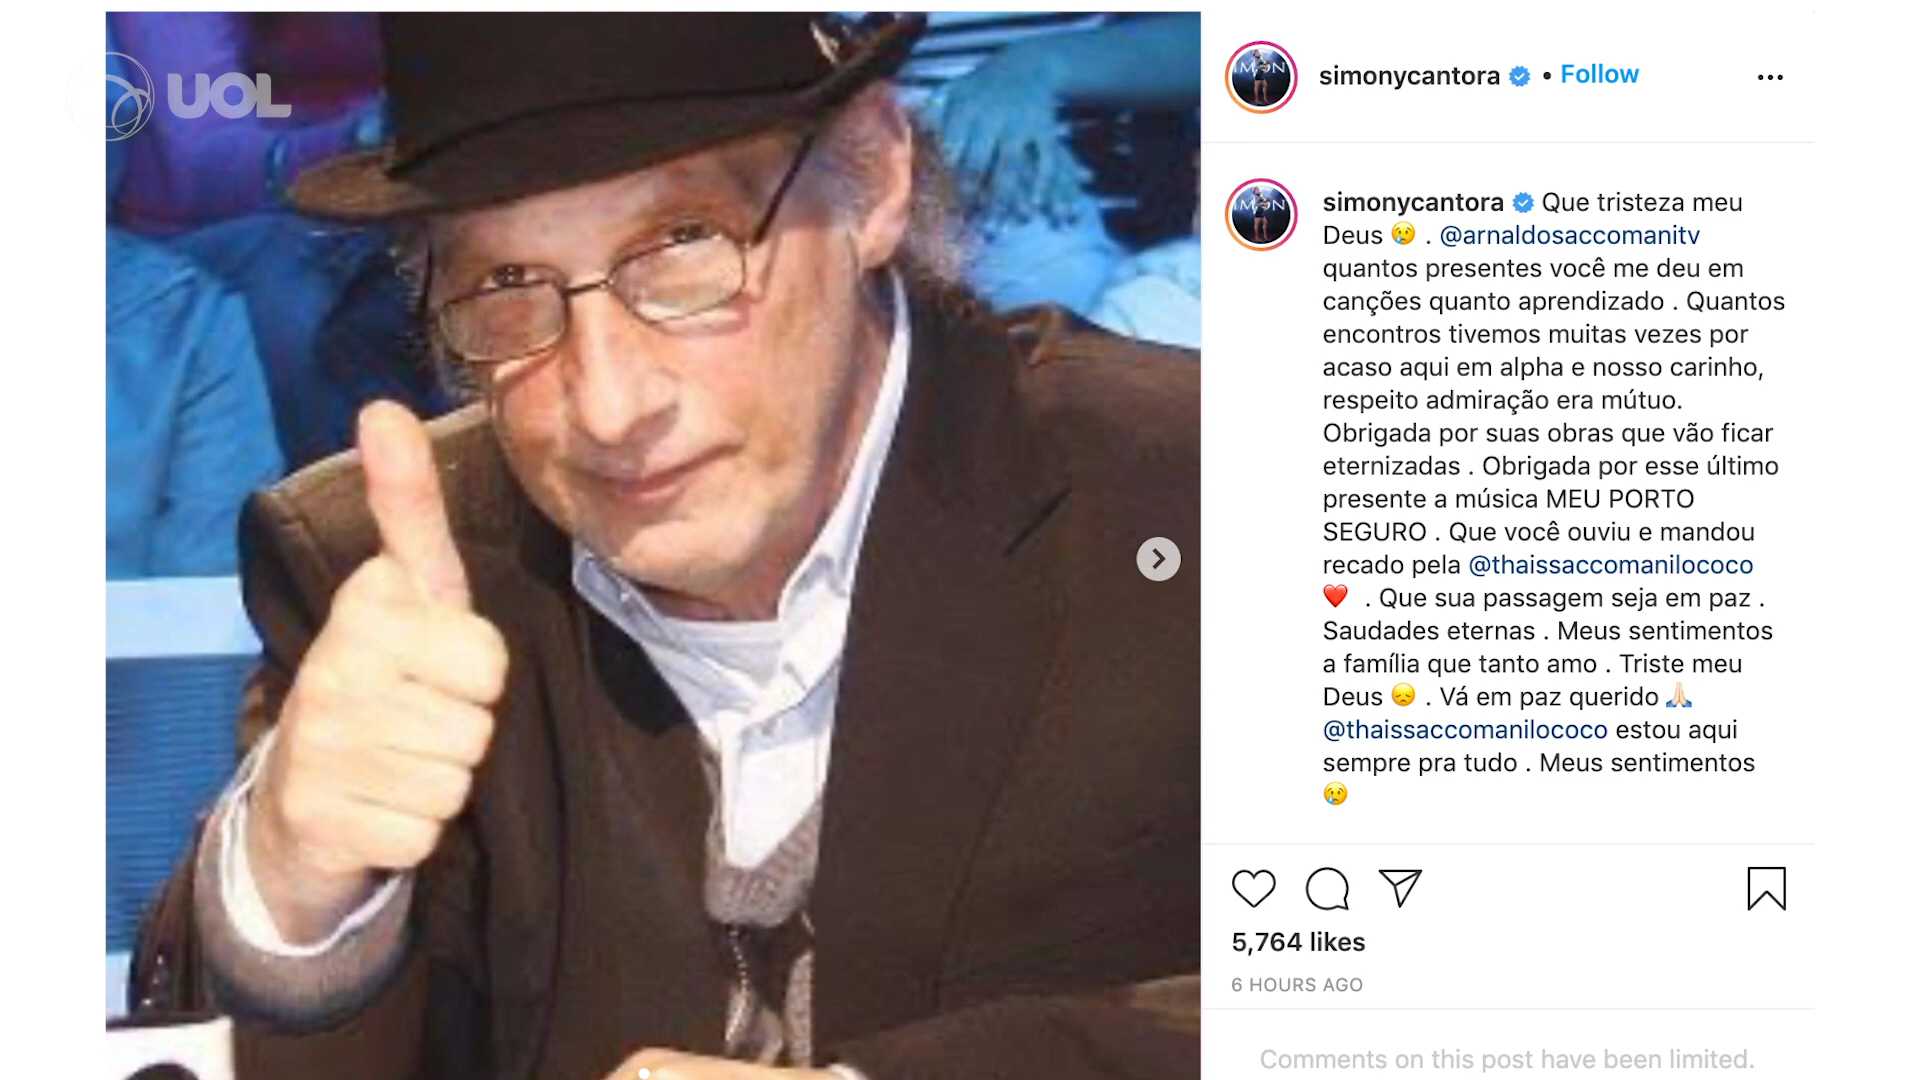 UOL
simonycantora • Follow
simonycantora Que tristeza meu
Deus 😢 . @arnaldosaccomanitv
quantos presentes você me deu em
canções quanto aprendizado . Quantos
encontros tivemos muitas vezes por
acaso aqui em alpha e nosso carinho,
respeito admiração era mútuo.
Obrigada por suas obras que vão ficar
eternizadas . Obrigada por esse último
presente a música MEU PORTO
SEGURO . Que você ouviu e mandou
recado pela @thaissaccomanilococo
❤️ . Que sua passagem seja em paz .
Saudades eternas . Meus sentimentos
a família que tanto amo . Triste meu
Deus 😞 . Vá em paz querido 🙏🏻
@thaissaccomanilococo estou aqui
sempre pra tudo . Meus sentimentos
😢
5,764 likes
6 HOURS AGO
Comments on this post have been limited.